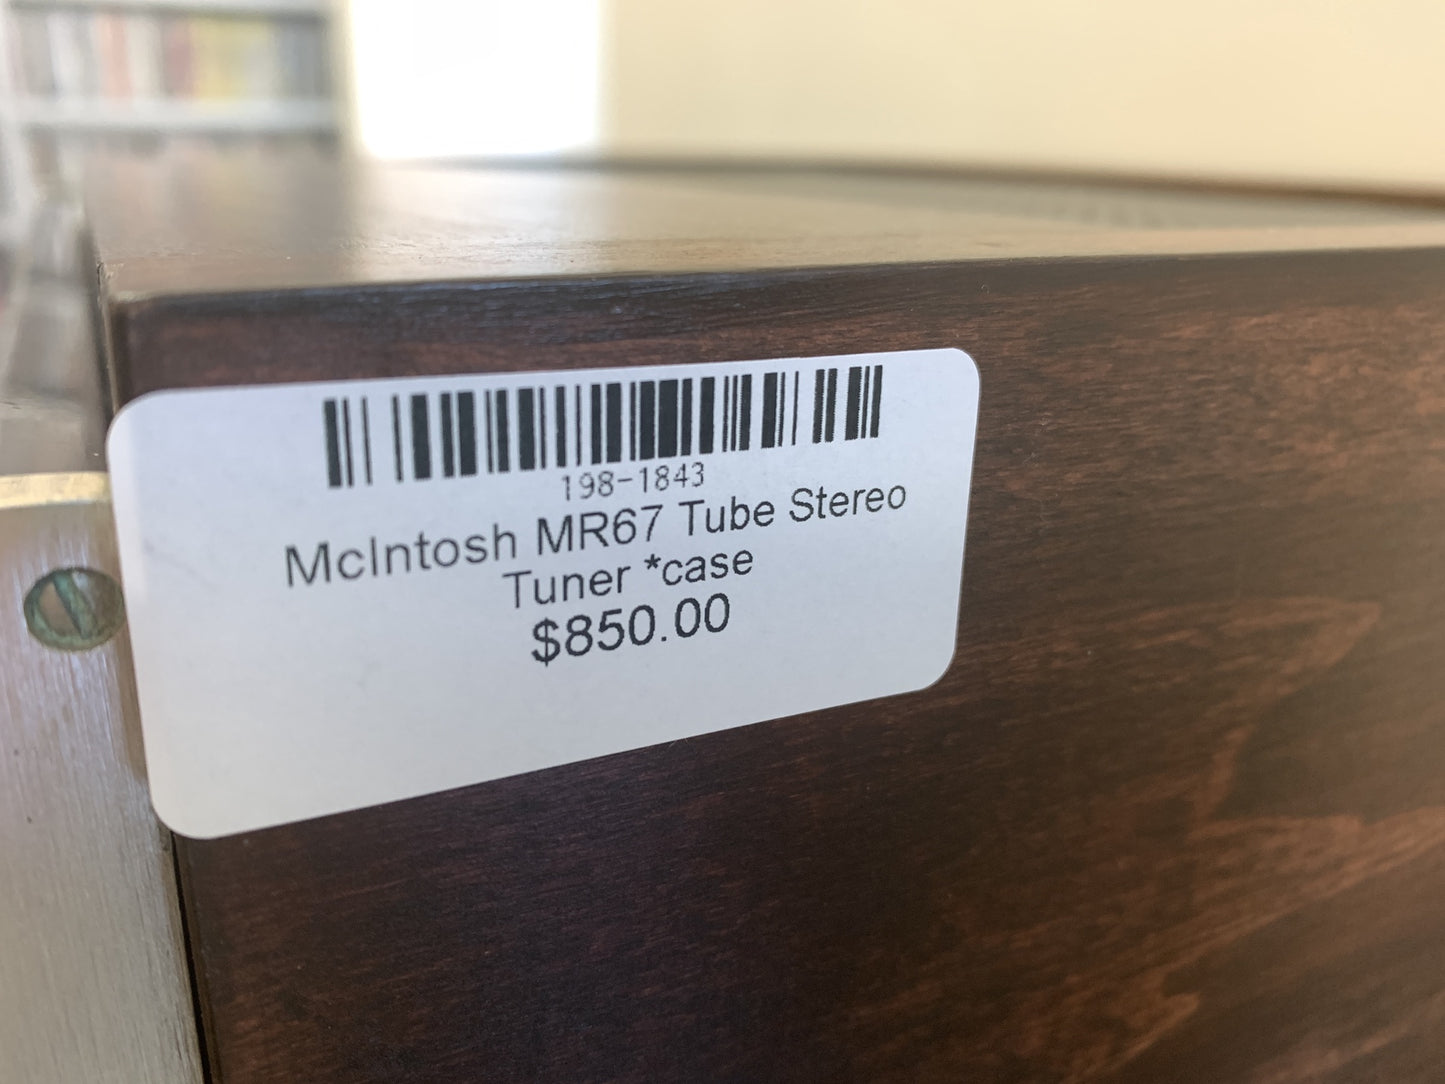 198-1843
McIntosh MR67 Tube Stereo
Tuner *case
$850.00